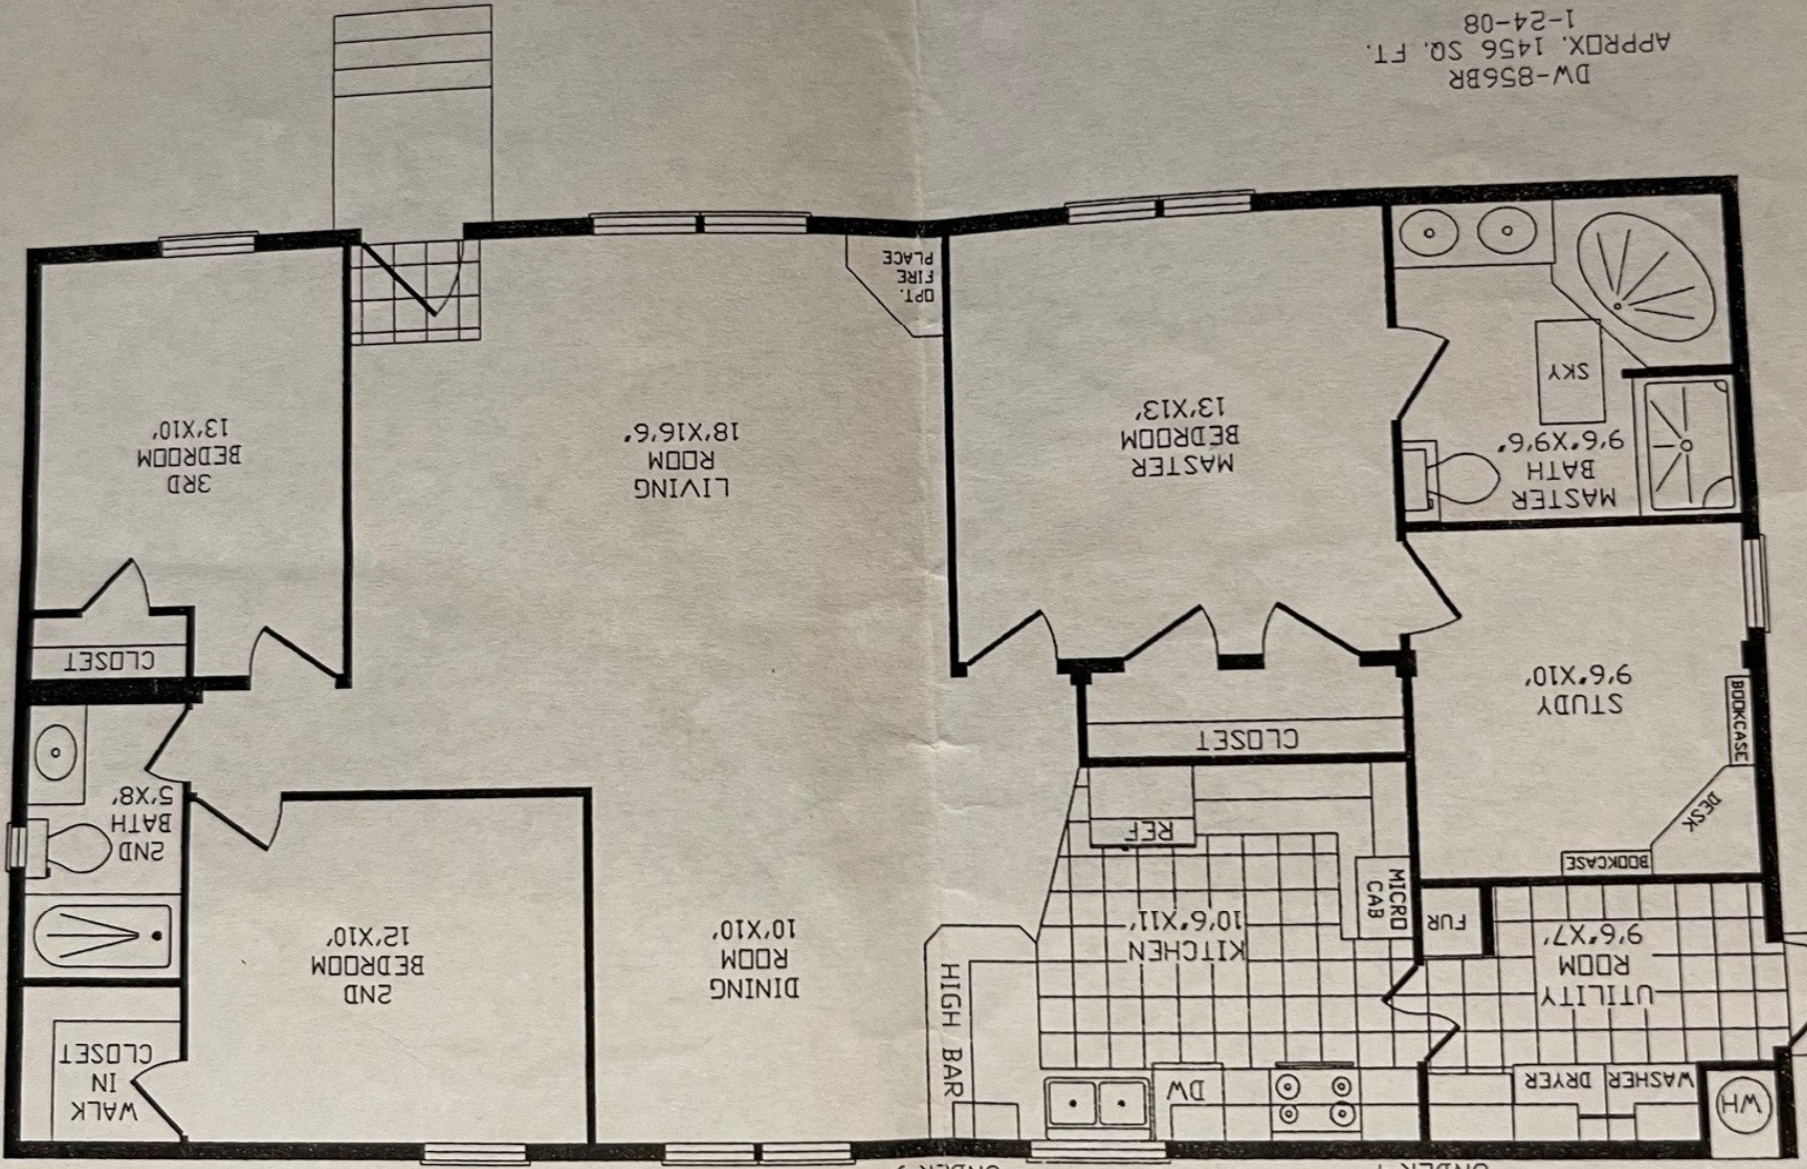 DW-856BR
APPROX. 1456 SQ. FT.
1-24-08
WALK
IN
CLOSET
2ND
BEDROOM
12'X10'
DINING
ROOM
10'X10'
HIGH BAR
KITCHEN
10'6"X11'
DW
MICRO
CAB
REF
WASHER
DRYER
WH
UTILITY
ROOM
9'6"X7'
FUR
2ND
BATH
5'X8'
CLOSET
3RD
BEDROOM
13'X10'
LIVING
ROOM
18'X16'6"
OPT.
FIRE
PLACE
CLOSET
MASTER
BEDROOM
13'X13'
BOOKCASE
DESK
BOOKCASE
STUDY
9'6"X10'
MASTER
BATH
9'6"X9'6"
SKY